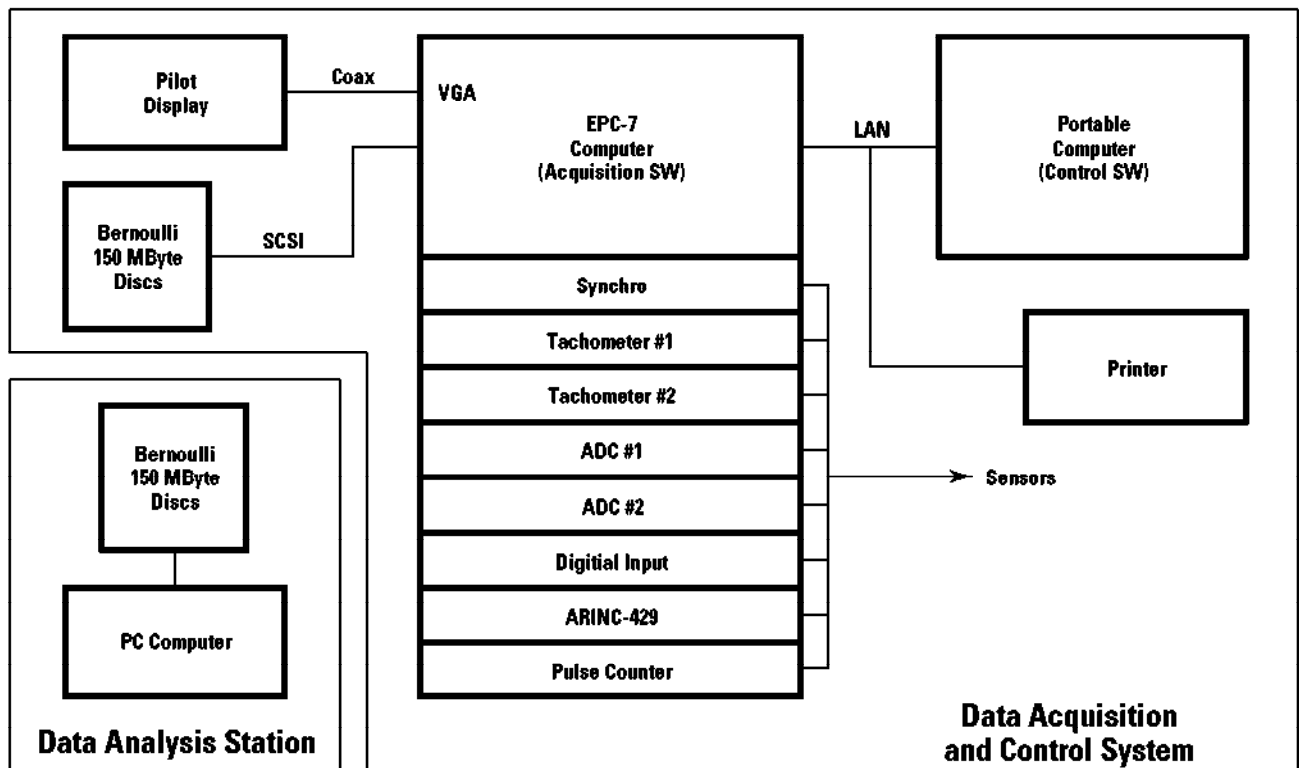 Pilot
Display
Coax
VGA
EPC-7
Computer
(Acquisition SW)
LAN
Portable
Computer
(Control SW)
Bernoulli
150 MByte
Discs
SCSI
Synchro
Tachometer #1
Tachometer #2
ADC #1
ADC #2
Digitial Input
ARINC-429
Pulse Counter
Printer
Sensors
Bernoulli
150 MByte
Discs
PC Computer
Data Analysis Station
Data Acquisition
and Control System